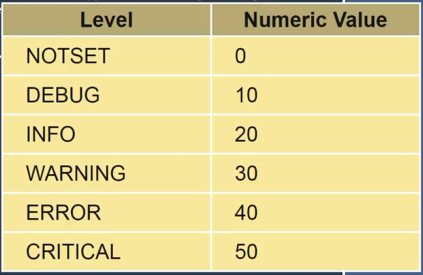 Level Numeric Value
NOTSET 0
DEBUG 10
INFO 20
WARNING 30
ERROR 40
CRITICAL 50